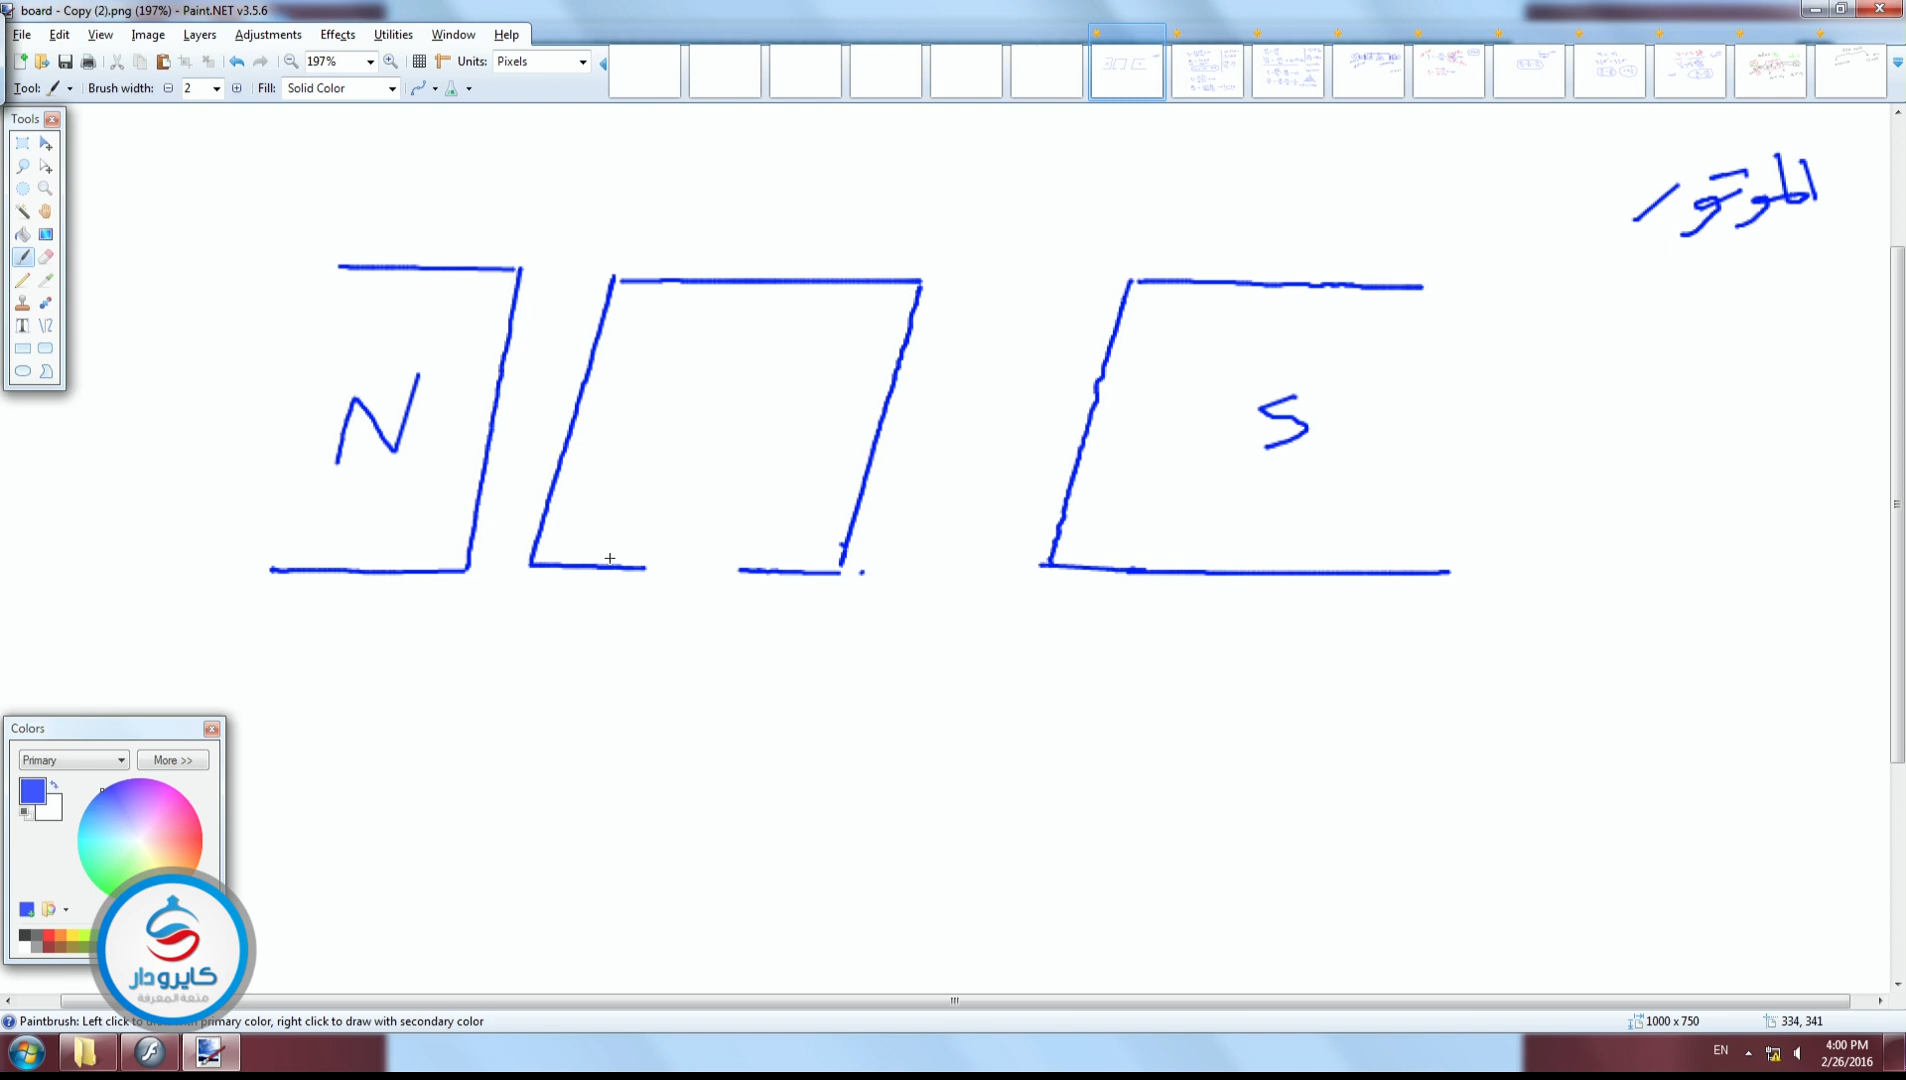 board - Copy (2).png (197%) - Paint.NET v3.5.6
File Edit View Image Layers Adjustments Effects Utilities Window Help
197% Units: Pixels
Tool: Brush width: 2 Fill: Solid Color
Tools
الموتور
N
S
Colors
Primary More >>
كايرودار
متعة المعرفة
Paintbrush: Left click to draw with primary color, right click to draw with secondary color
1000 x 750
334, 341
EN
4:00 PM
2/26/2016